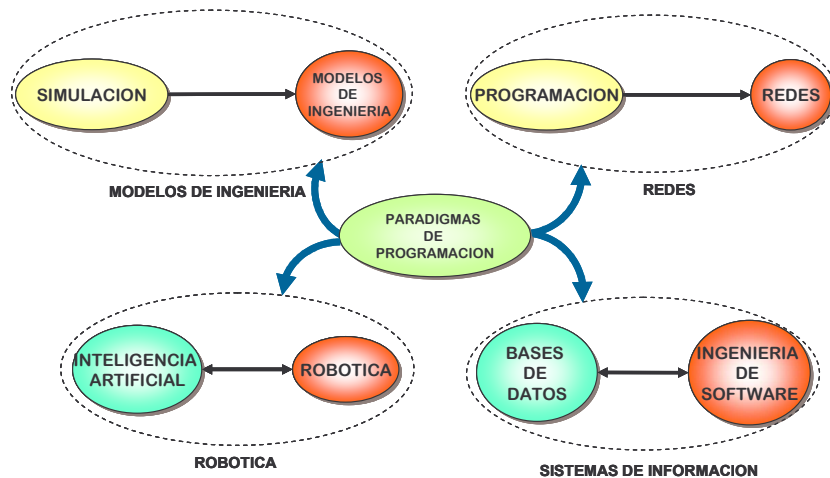 SIMULACION
MODELOS
DE
INGENIERIA
MODELOS DE INGENIERIA
PROGRAMACION
REDES
REDES
PARADIGMAS
DE
PROGRAMACION
INTELIGENCIA
ARTIFICIAL
ROBOTICA
ROBOTICA
BASES
DE
DATOS
INGENIERIA
DE
SOFTWARE
SISTEMAS DE INFORMACION